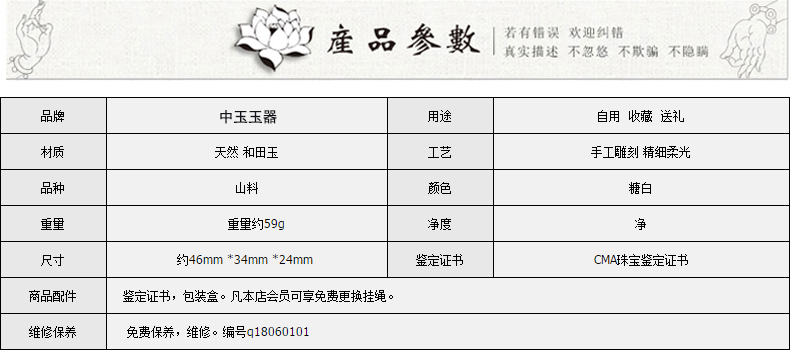 産品參數
若有错误 欢迎纠错
真实描述 不忽悠 不欺骗 不隐瞒
品牌 中玉玉器 用途 自用 收藏 送礼
材质 天然 和田玉 工艺 手工雕刻 精细柔光
品种 山料 颜色 糖白
重量 重量约59g 净度 净
尺寸 约46mm *34mm *24mm 鉴定证书 CMA珠宝鉴定证书
商品配件 鉴定证书，包装盒。凡本店会员可享免费更换挂绳。
维修保养 免费保养，维修。编号q18060101